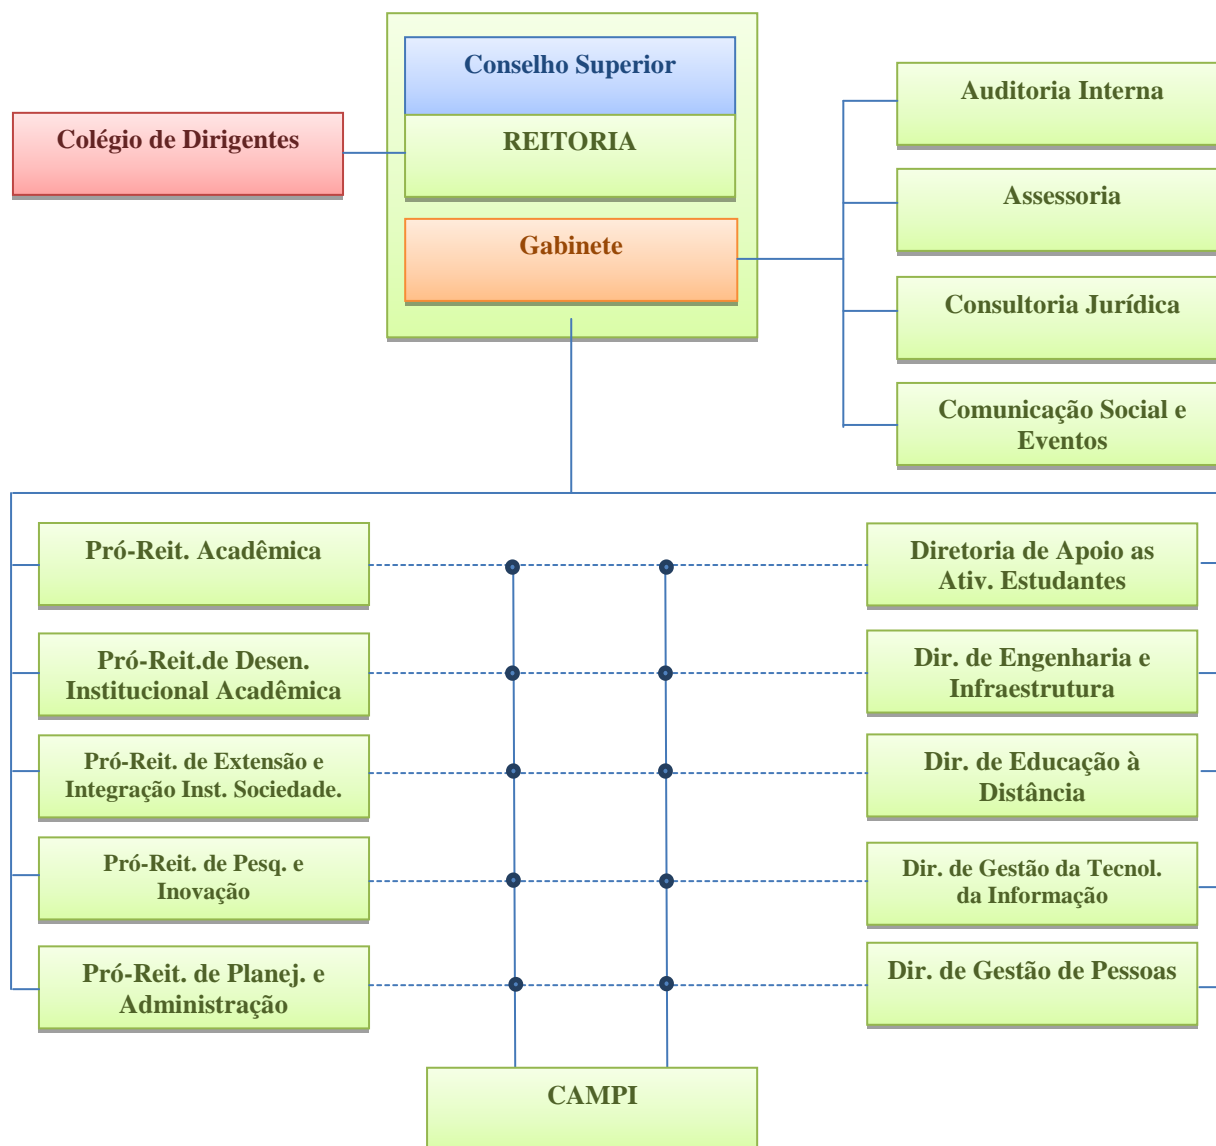 Conselho Superior
Auditoria Interna
Colégio de Dirigentes
REITORIA
Assessoria
Gabinete
Consultoria Jurídica
Comunicação Social e
Eventos
Pró-Reit. Acadêmica
Diretoria de Apoio as
Ativ. Estudantes
Pró-Reit.de Desen.
Institucional Acadêmica
Dir. de Engenharia e
Infraestrutura
Pró-Reit. de Extensão e
Integração Inst. Sociedade.
Dir. de Educação à
Distância
Pró-Reit. de Pesq. e
Inovação
Dir. de Gestão da Tecnol.
da Informação
Pró-Reit. de Planej. e
Administração
Dir. de Gestão de Pessoas
CAMPI